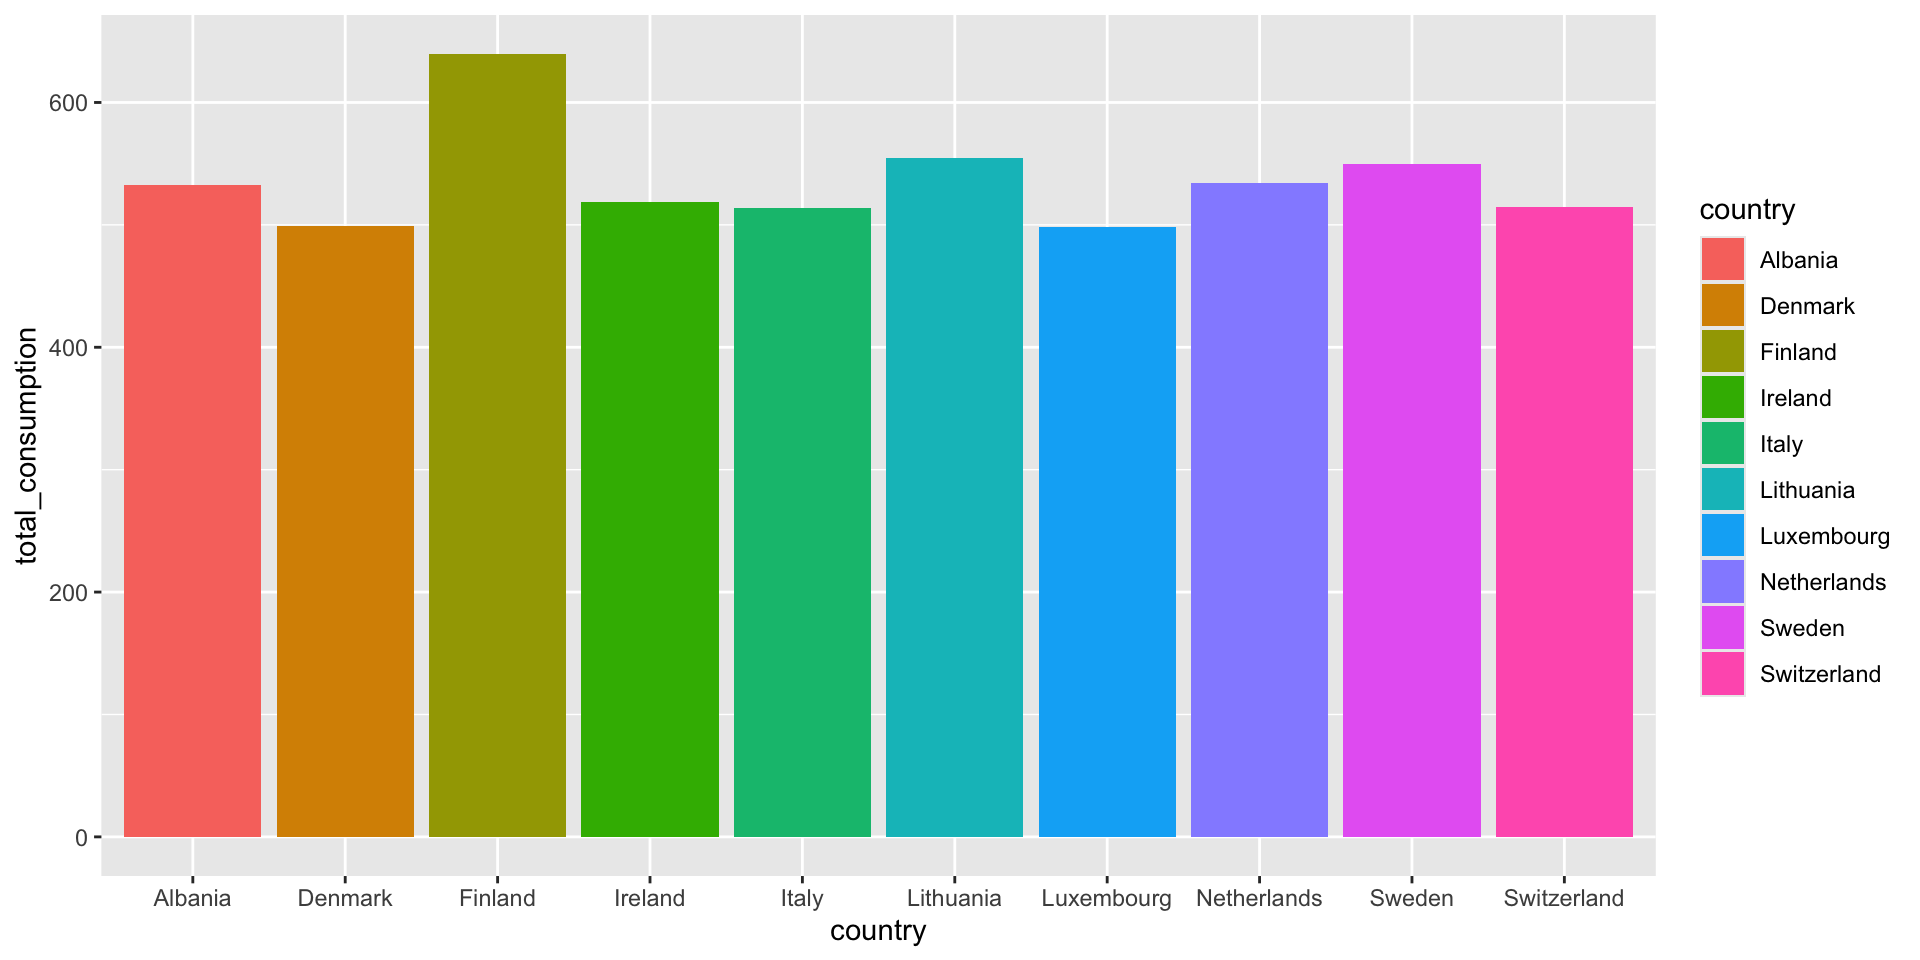 total_consumption
600
400
200
0
Albania
Denmark
Finland
Ireland
Italy
Lithuania
Luxembourg
Netherlands
Sweden
Switzerland
country
country
Albania
Denmark
Finland
Ireland
Italy
Lithuania
Luxembourg
Netherlands
Sweden
Switzerland